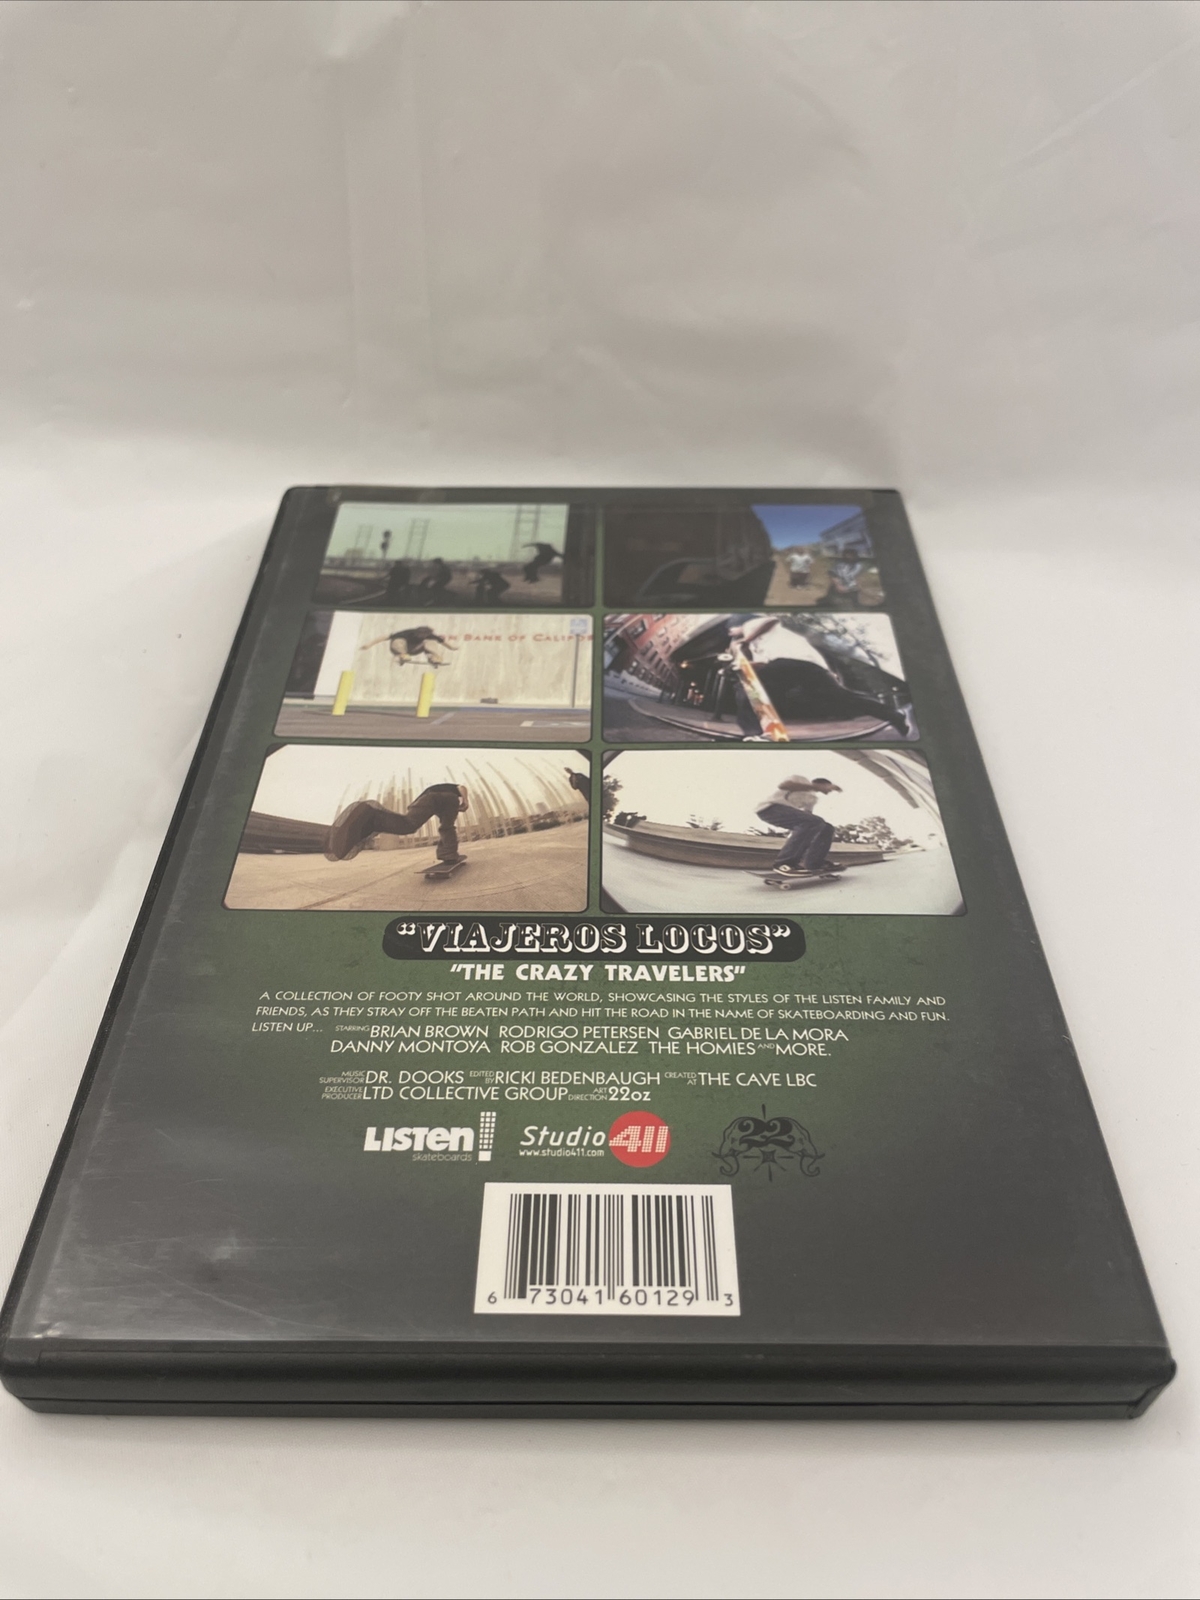 N BANK OF CALIFOR
"VIAJEROS LOCOS"
"THE CRAZY TRAVELERS"
A COLLECTION OF FOOTY SHOT AROUND THE WORLD, SHOWCASING THE STYLES OF THE LISTEN FAMILY AND
FRIENDS, AS THEY STRAY OFF THE BEATEN PATH AND HIT THE ROAD IN THE NAME OF SKATEBOARDING AND FUN.
LISTEN UP... STARRING BRIAN BROWN RODRIGO PETERSEN GABRIEL DE LA MORA
DANNY MONTOYA ROB GONZALEZ THE HOMIES AND MORE.
MUSIC SUPERVISOR DR. DOOKS EDITED BY RICKI BEDENBAUGH CREATED AT THE CAVE LBC
EXECUTIVE PRODUCER LTD COLLECTIVE GROUP ART DIRECTION 22oz
LISTEN! Studio 411 22
skateboards www.studio411.com
6 73041 60129 3